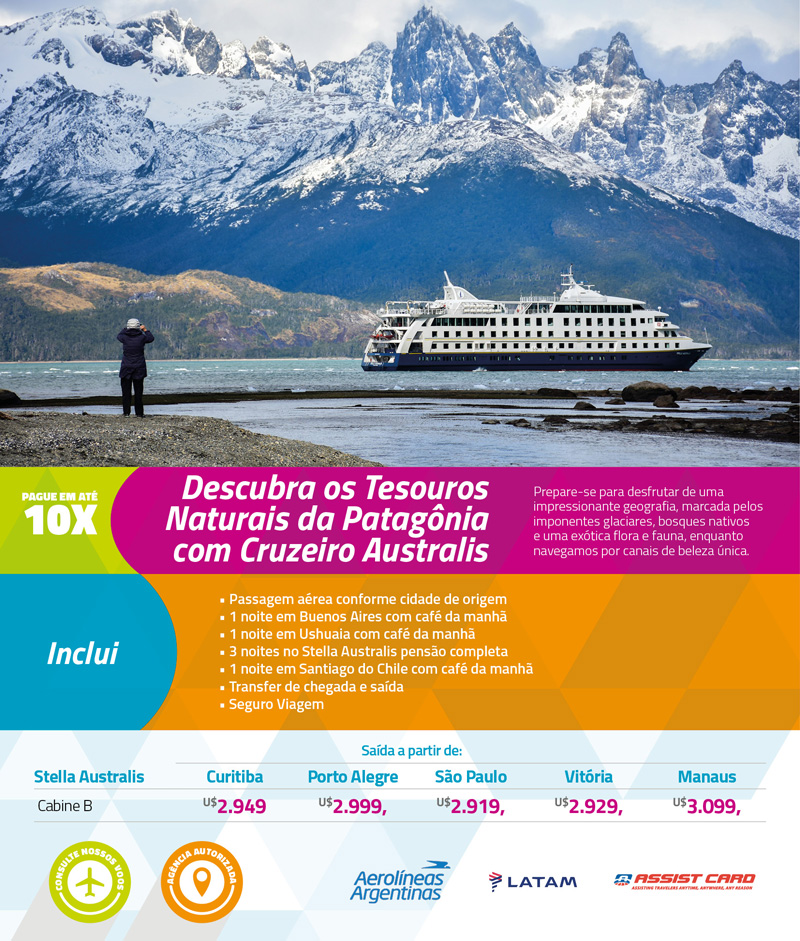 PAGUE EM ATÉ
10X
Descubra os Tesouros
Naturais da Patagônia
com Cruzeiro Australis
Prepare-se para desfrutar de uma
impressionante geografia, marcada pelos
imponentes glaciares, bosques nativos
e uma exótica flora e fauna, enquanto
navegamos por canais de beleza única.
Inclui
• Passagem aérea conforme cidade de origem
• 1 noite em Buenos Aires com café da manhã
• 1 noite em Ushuaia com café da manhã
• 3 noites no Stella Australis pensão completa
• 1 noite em Santiago do Chile com café da manhã
• Transfer de chegada e saída
• Seguro Viagem
Saída a partir de:
Stella Australis Curitiba Porto Alegre São Paulo Vitória Manaus
Cabine B U$2.949 U$2.999, U$2.919, U$2.929, U$3.099,
CONSULTE NOSSOS VOOS
AGÊNCIA AUTORIZADA
Aerolíneas
Argentinas
LATAM
ASSIST CARD
ASSISTING TRAVELERS ANYTIME, ANYWHERE, ANY REASON